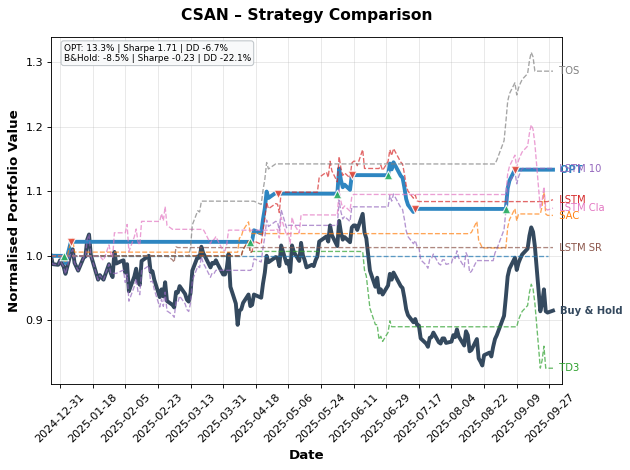 CSAN – Strategy Comparison
OPT: 13.3% | Sharpe 1.71 | DD -6.7%
B&Hold: -8.5% | Sharpe -0.23 | DD -22.1%
Normalised Portfolio Value
1.3
1.2
1.1
1.0
0.9
TOS
LSTM 10
OPT
LSTM
LSTM Cla
SAC
LSTM SR
Buy & Hold
TD3
2024-12-31
2025-01-18
2025-02-05
2025-02-23
2025-03-13
2025-03-31
2025-04-18
2025-05-06
2025-05-24
2025-06-11
2025-06-29
2025-07-17
2025-08-04
2025-08-22
2025-09-09
2025-09-27
Date